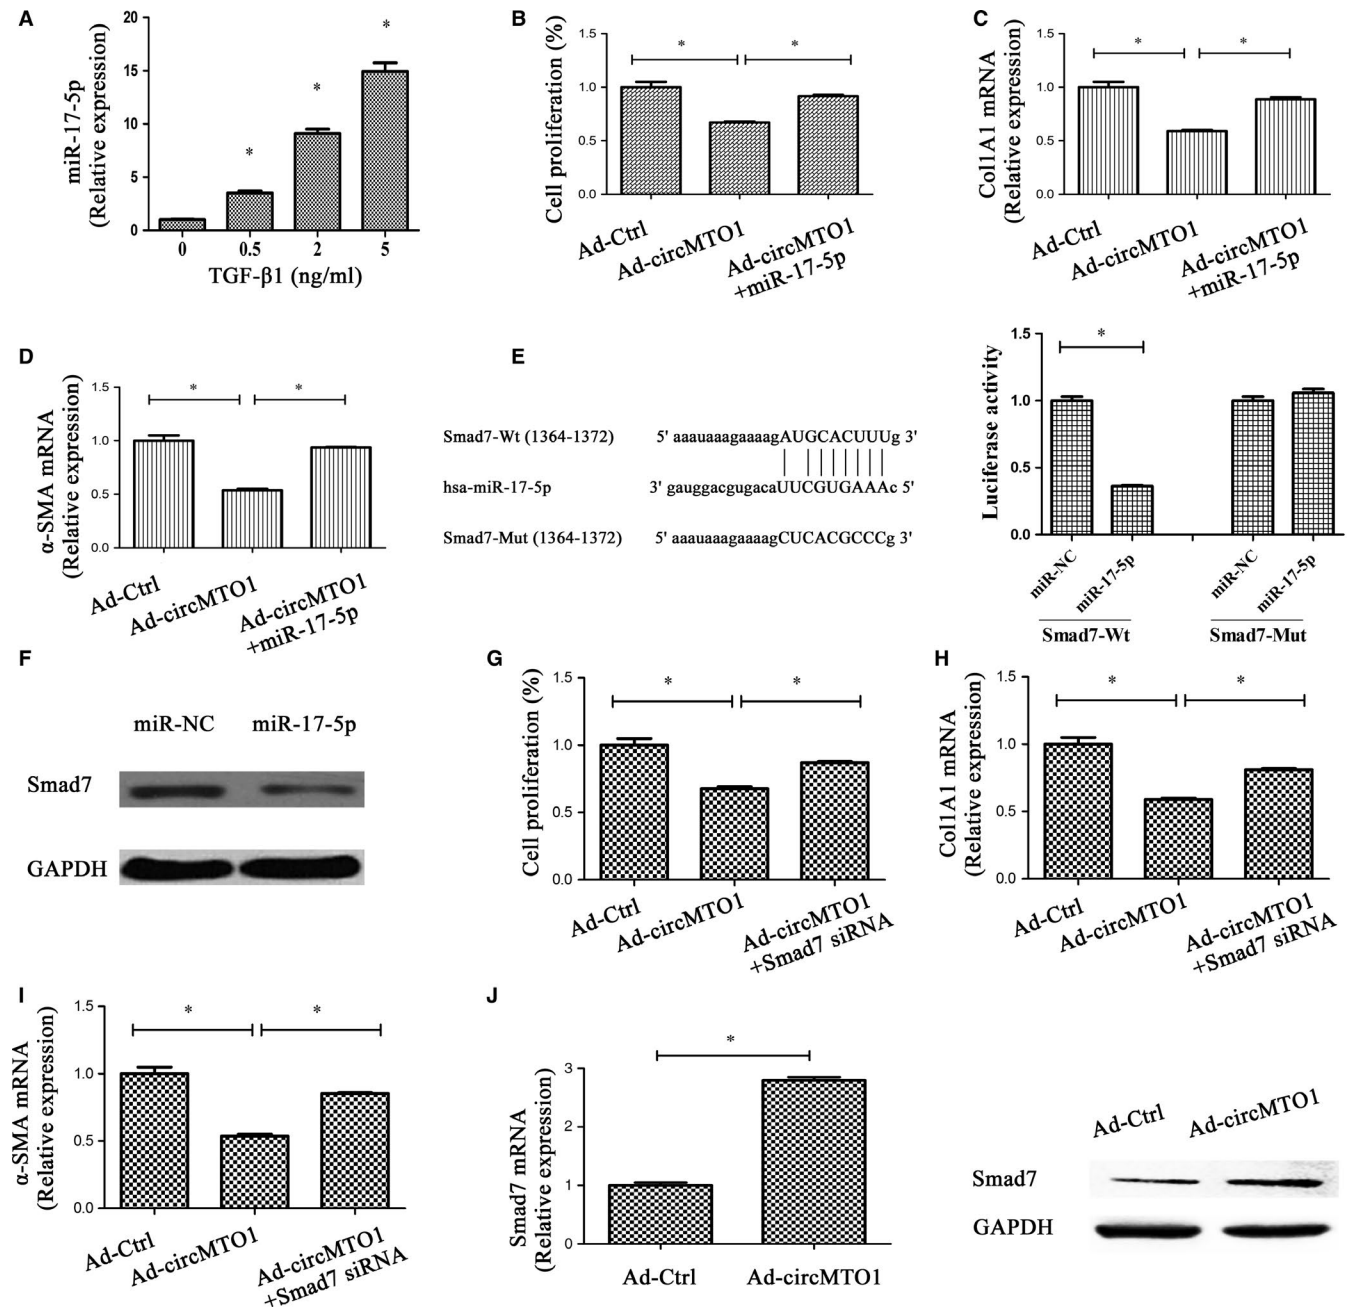 A
miR-17-5p
(Relative expression)
20
15
10
5
0
*
*
*
0 0.5 2 5
TGF-β1 (ng/ml)
B
Cell proliferation (%)
1.5
1.0
0.5
0.0
* *
Ad-Ctrl
Ad-circMTO1
Ad-circMTO1
+miR-17-5p
C
Col1A1 mRNA
(Relative expression)
1.5
1.0
0.5
0.0
* *
Ad-Ctrl
Ad-circMTO1
Ad-circMTO1
+miR-17-5p
D
α-SMA mRNA
(Relative expression)
1.5
1.0
0.5
0.0
* *
Ad-Ctrl
Ad-circMTO1
Ad-circMTO1
+miR-17-5p
E
Smad7-Wt (1364-1372) 5' aaauaaagaaaagAUGCACUUUg 3'
hsa-miR-17-5p 3' gauggacgugacaUUCGUGAAAc 5'
Smad7-Mut (1364-1372) 5' aaauaaagaaaagCUCACGCCCg 3'
Luciferase activity
1.5
1.0
0.5
0.0
*
miR-NC
miR-17-5p
miR-NC
miR-17-5p
Smad7-Wt Smad7-Mut
F
miR-NC miR-17-5p
Smad7
GAPDH
G
Cell proliferation (%)
1.5
1.0
0.5
0.0
* *
Ad-Ctrl
Ad-circMTO1
Ad-circMTO1
+Smad7 siRNA
H
Col1A1 mRNA
(Relative expression)
1.5
1.0
0.5
0.0
* *
Ad-Ctrl
Ad-circMTO1
Ad-circMTO1
+Smad7 siRNA
I
α-SMA mRNA
(Relative expression)
1.5
1.0
0.5
0.0
* *
Ad-Ctrl
Ad-circMTO1
Ad-circMTO1
+Smad7 siRNA
J
Smad7 mRNA
(Relative expression)
3
2
1
0
*
Ad-Ctrl Ad-circMTO1
Ad-Ctrl Ad-circMTO1
Smad7
GAPDH